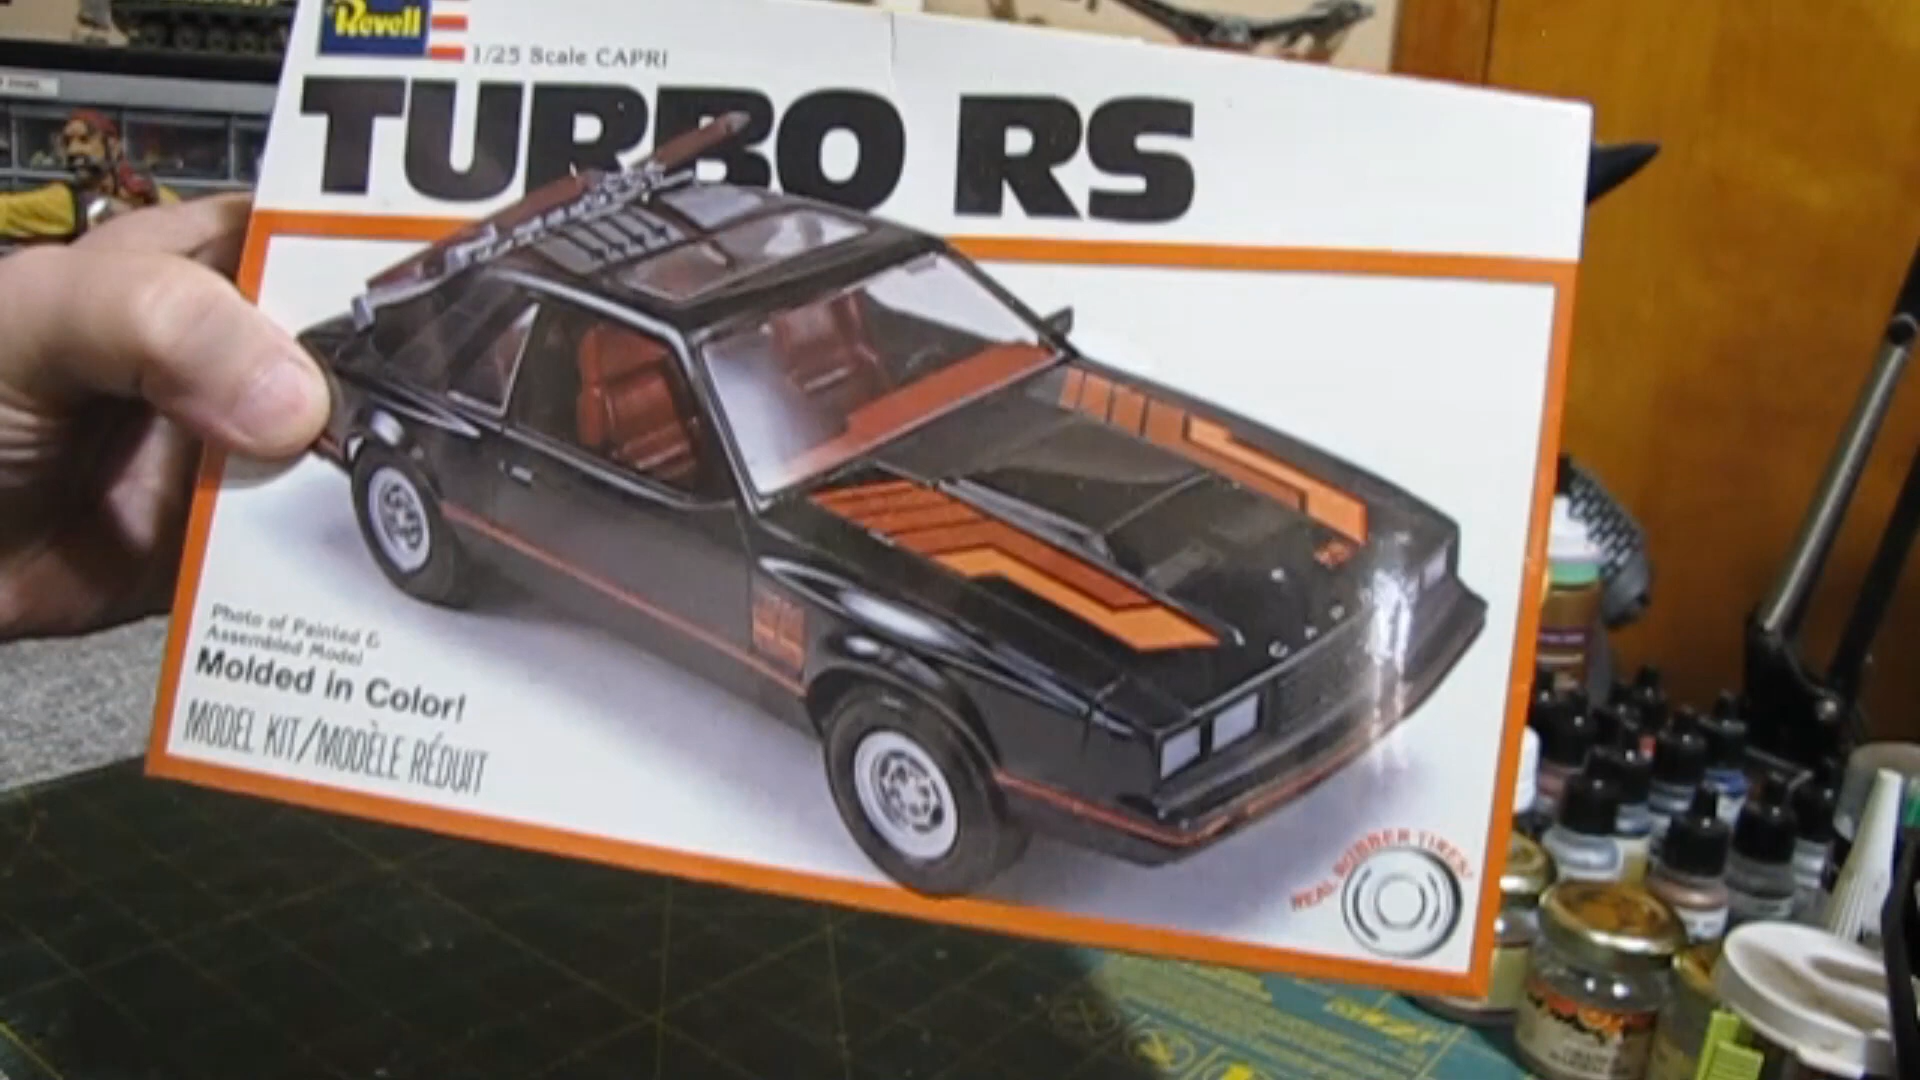 Revell
1/25 Scale CAPRI
TURBO RS
Photo of Painted &
Assembled Model
Molded in Color!
MODEL KIT/MODÈLE RÉDUIT
REAL RUBBER TIRES!